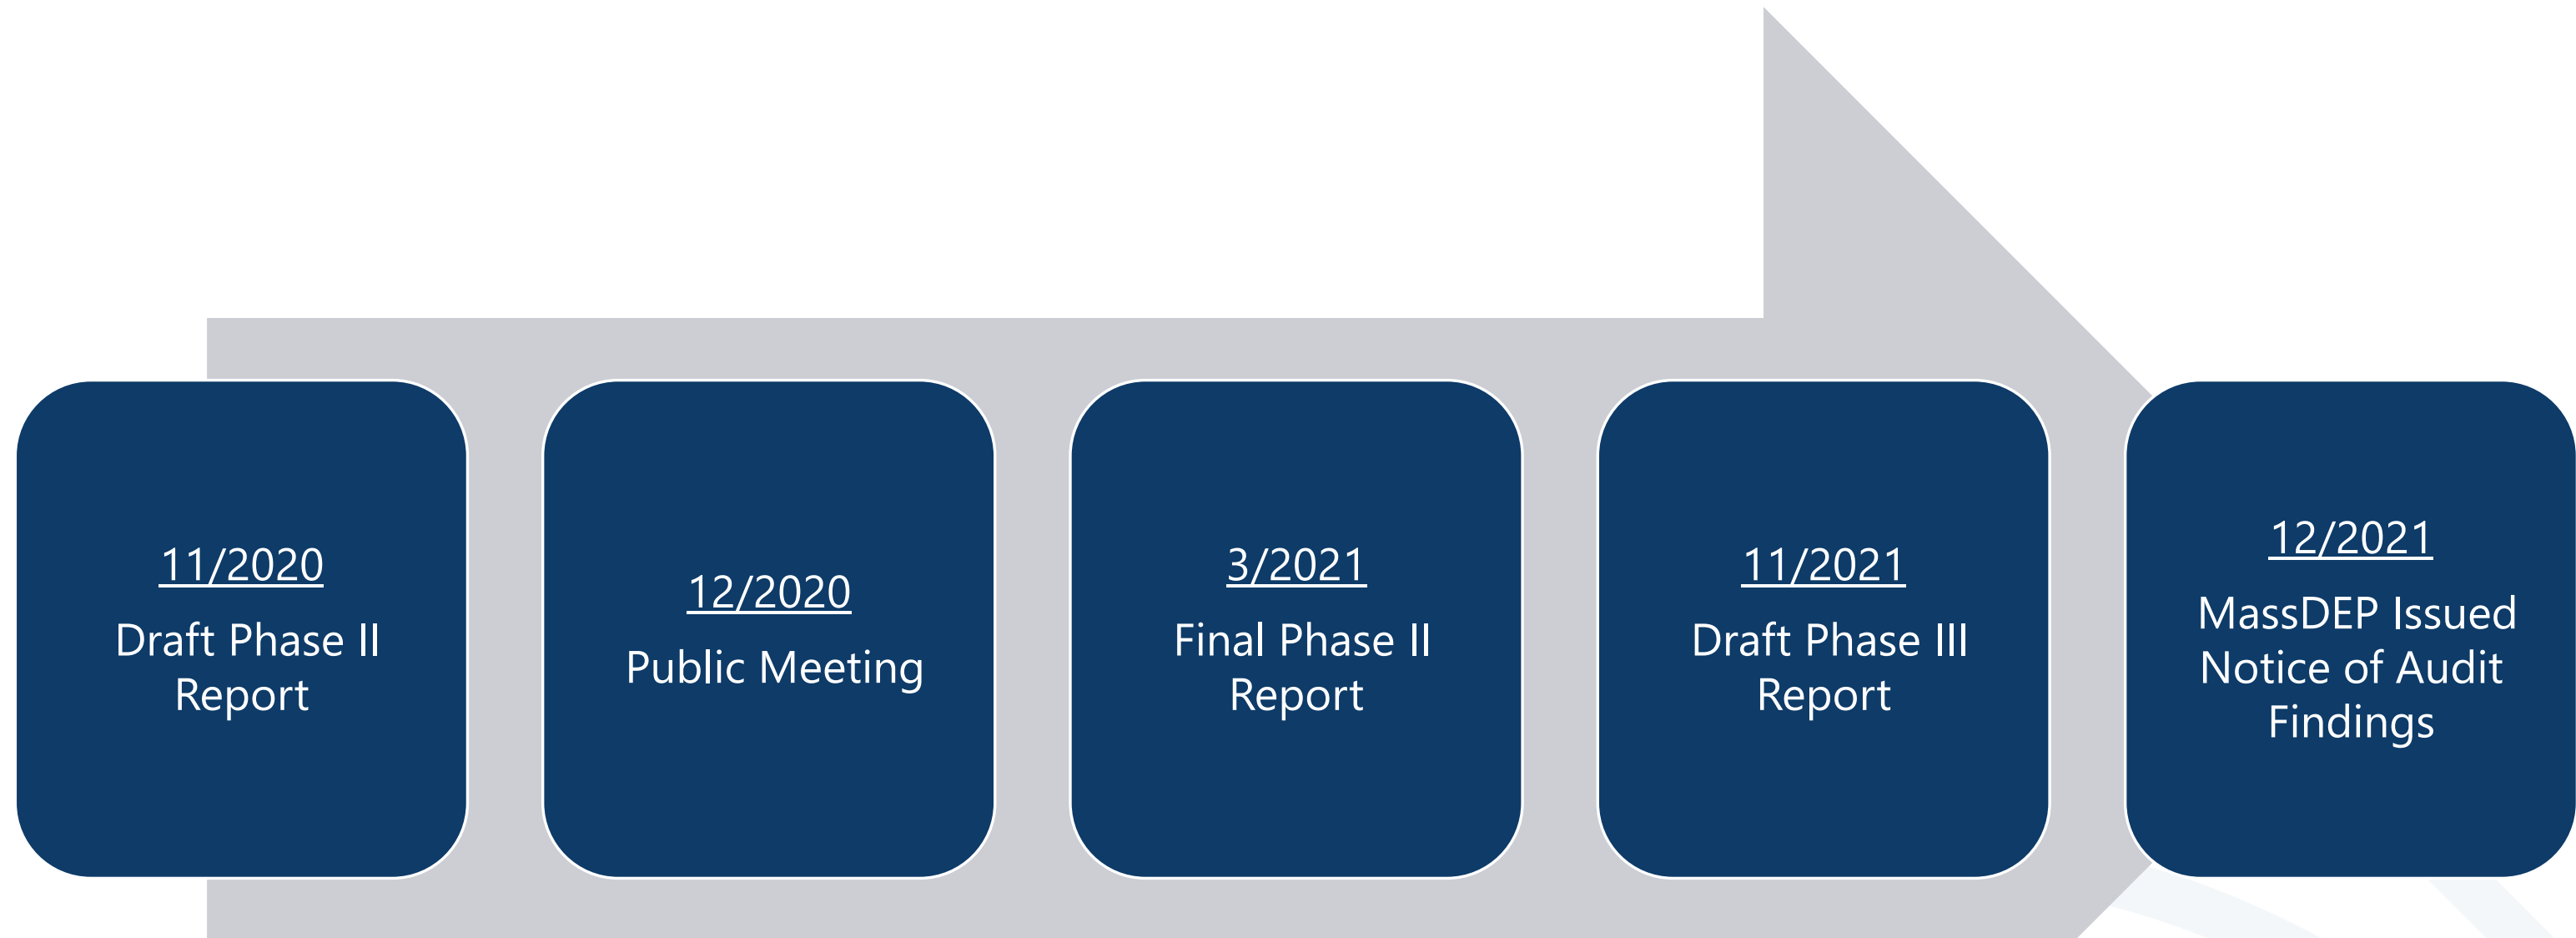 11/2020
Draft Phase II
Report
12/2020
Public Meeting
3/2021
Final Phase II
Report
11/2021
Draft Phase III
Report
12/2021
MassDEP Issued
Notice of Audit
Findings